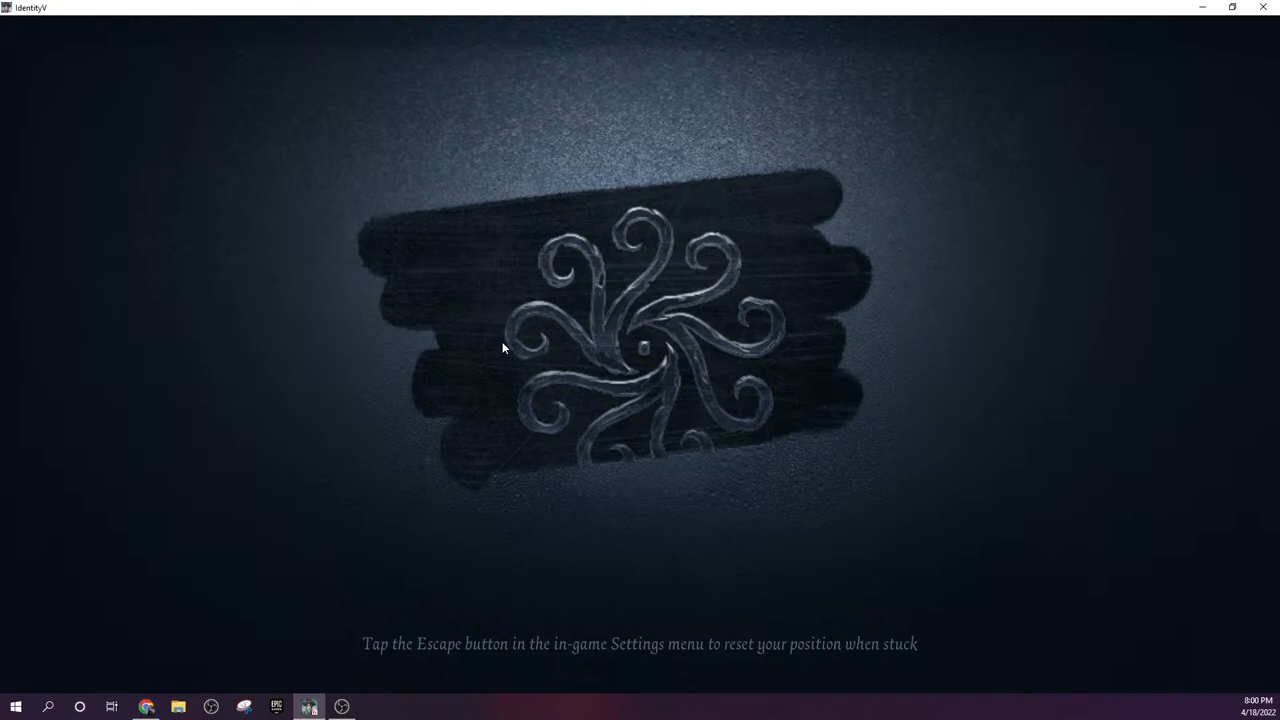 IdentityV
Tap the Escape button in the in-game Settings menu to reset your position when stuck
EPIC
8:00 PM
4/18/2022